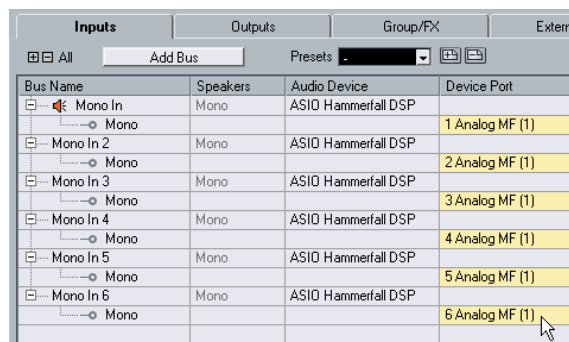 Inputs Outputs Group/FX Extern
All Add Bus Presets -
Bus Name Speakers Audio Device Device Port
Mono In Mono ASIO Hammerfall DSP
Mono 1 Analog MF (1)
Mono In 2 Mono ASIO Hammerfall DSP
Mono 2 Analog MF (1)
Mono In 3 Mono ASIO Hammerfall DSP
Mono 3 Analog MF (1)
Mono In 4 Mono ASIO Hammerfall DSP
Mono 4 Analog MF (1)
Mono In 5 Mono ASIO Hammerfall DSP
Mono 5 Analog MF (1)
Mono In 6 Mono ASIO Hammerfall DSP
Mono 6 Analog MF (1)